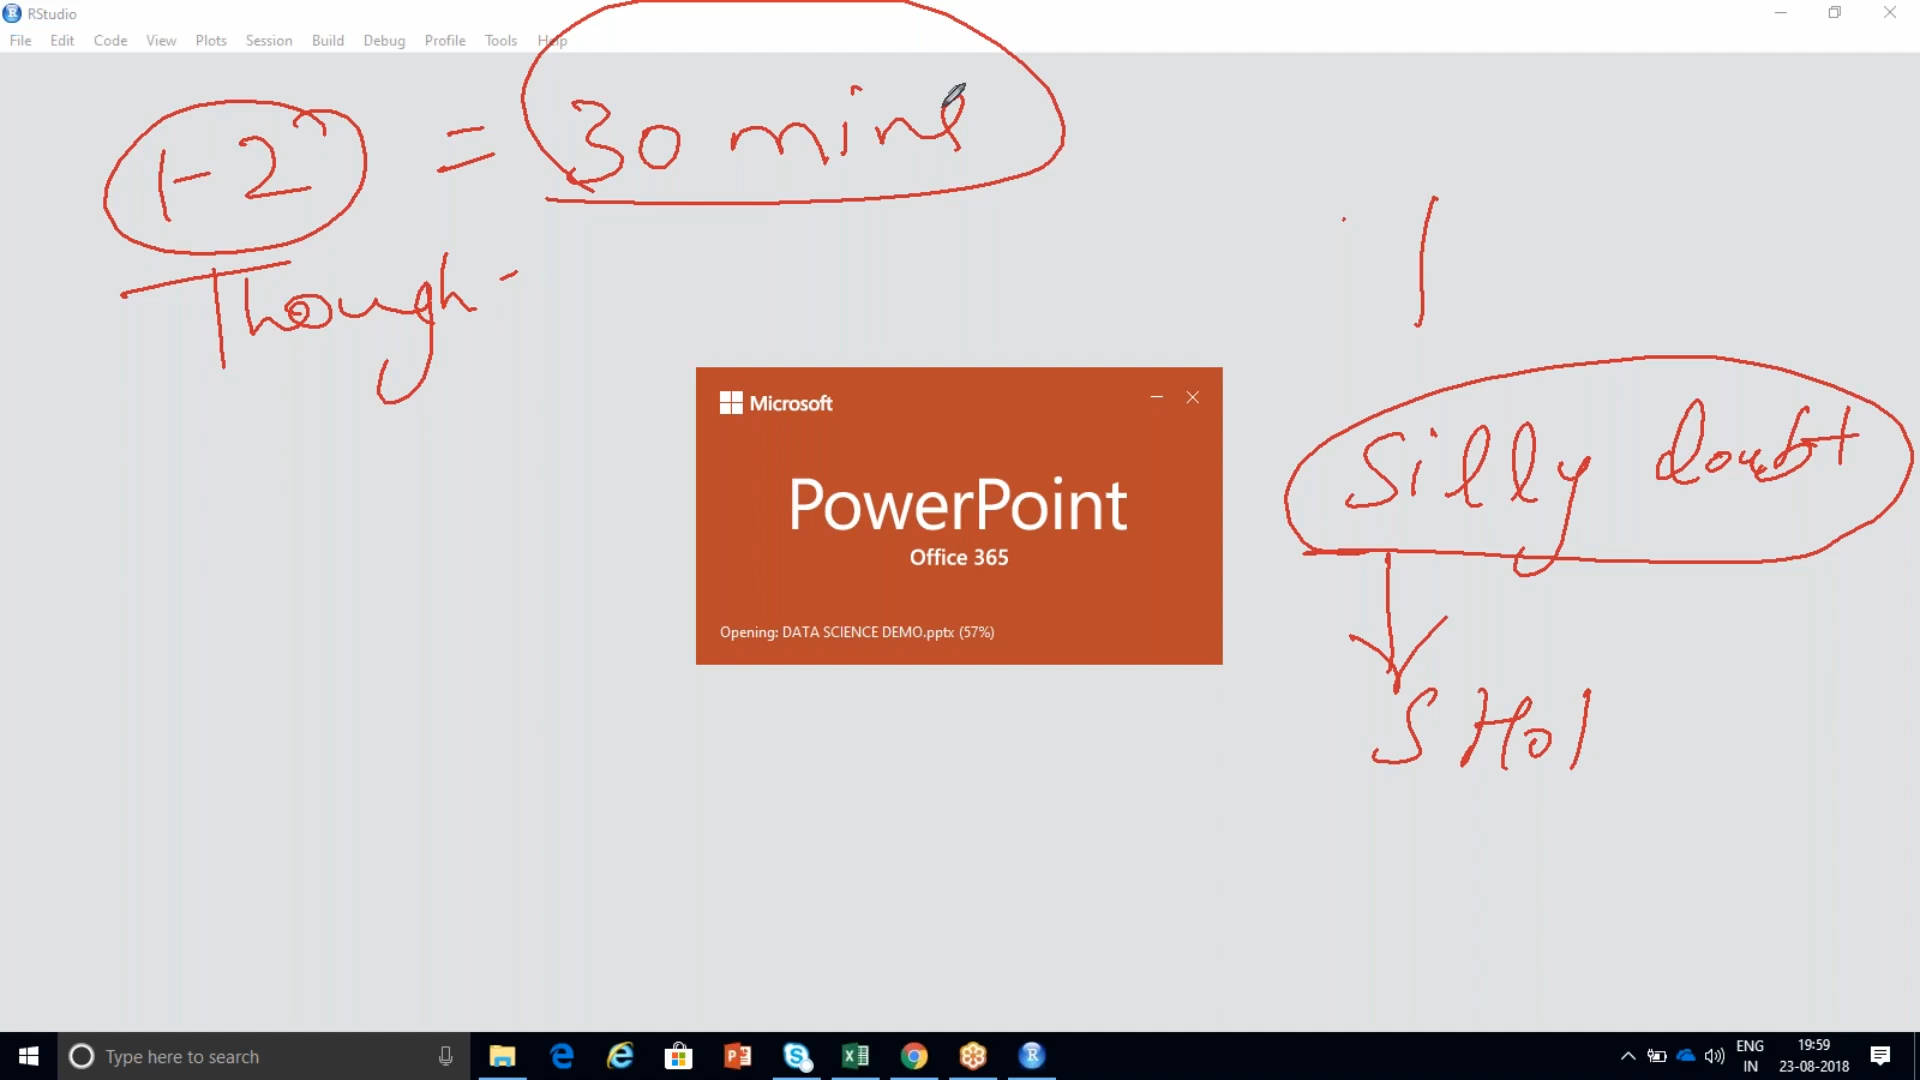 RStudio
File Edit Code View Plots Session Build Debug Profile Tools Help
1-2 = 30 mins
Though -
Microsoft
PowerPoint
Office 365
Opening: DATA SCIENCE DEMO.pptx (57%)
Silly doubt
Type here to search
ENG
IN
19:59
23-08-2018